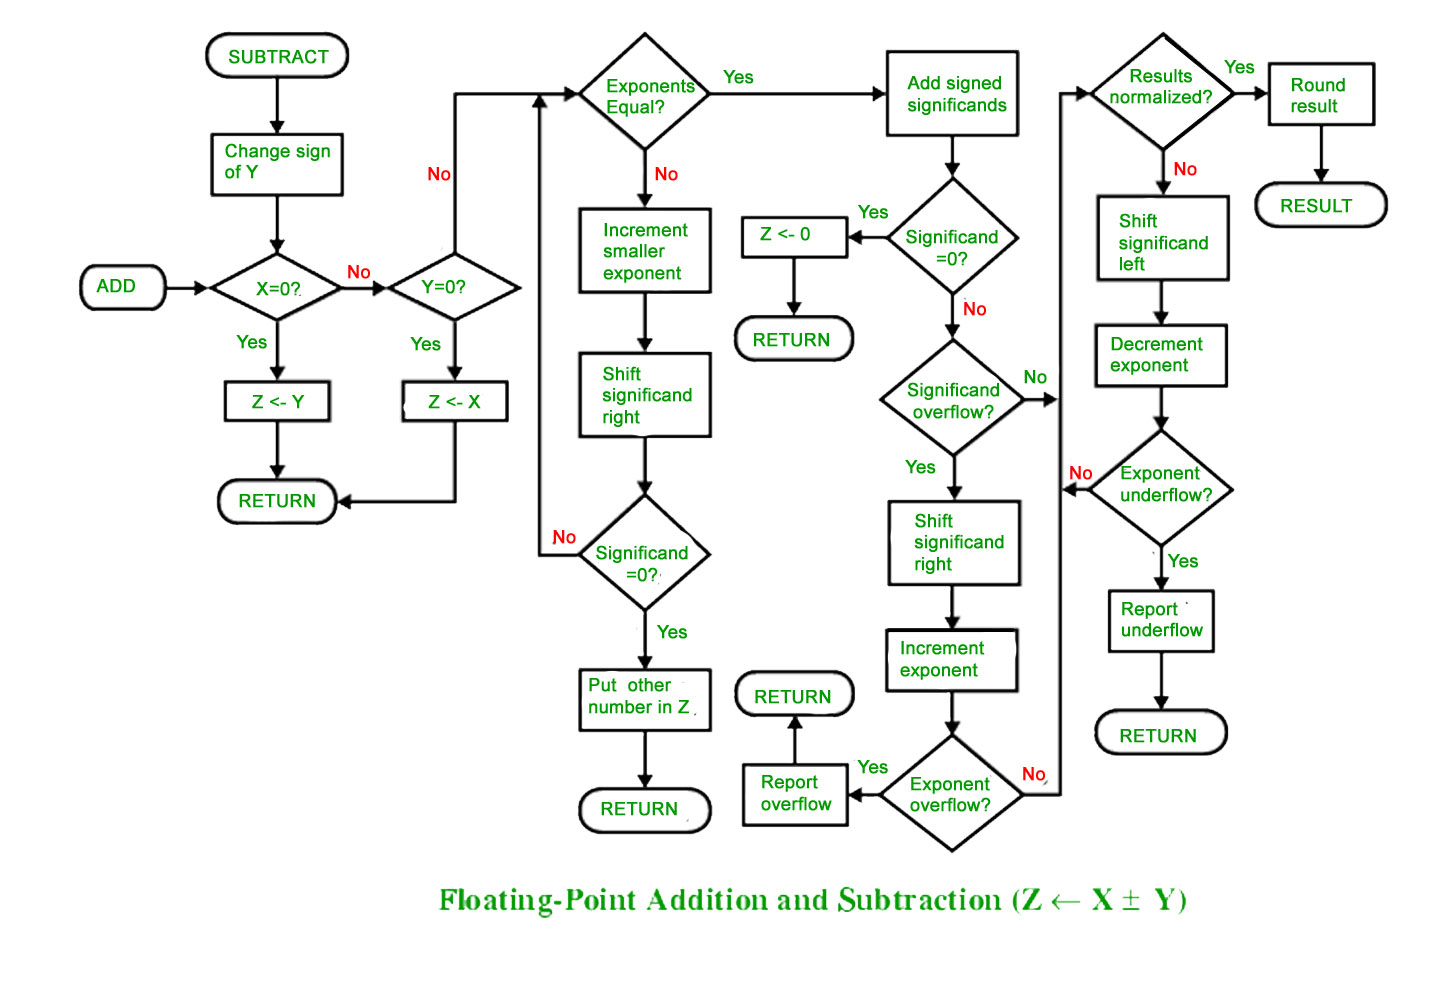 SUBTRACT
Change sign
of Y
ADD
X=0?
No
Y=0?
No
Yes
Yes
Z <- Y
Z <- X
RETURN
Exponents
Equal?
Yes
No
Increment
smaller
exponent
Shift
significand
right
No
Significand
=0?
Yes
Put other
number in Z
RETURN
Add signed
significands
Yes
Z <- 0
RETURN
Significand
=0?
No
Significand
overflow?
No
Yes
Shift
significand
right
Increment
exponent
RETURN
Report
overflow
Yes
Exponent
overflow?
No
Results
normalized?
Yes
Round
result
RESULT
No
Shift
significand
left
Decrement
exponent
No
Exponent
underflow?
Yes
Report
underflow
RETURN
Floating-Point Addition and Subtraction (Z ← X ± Y)